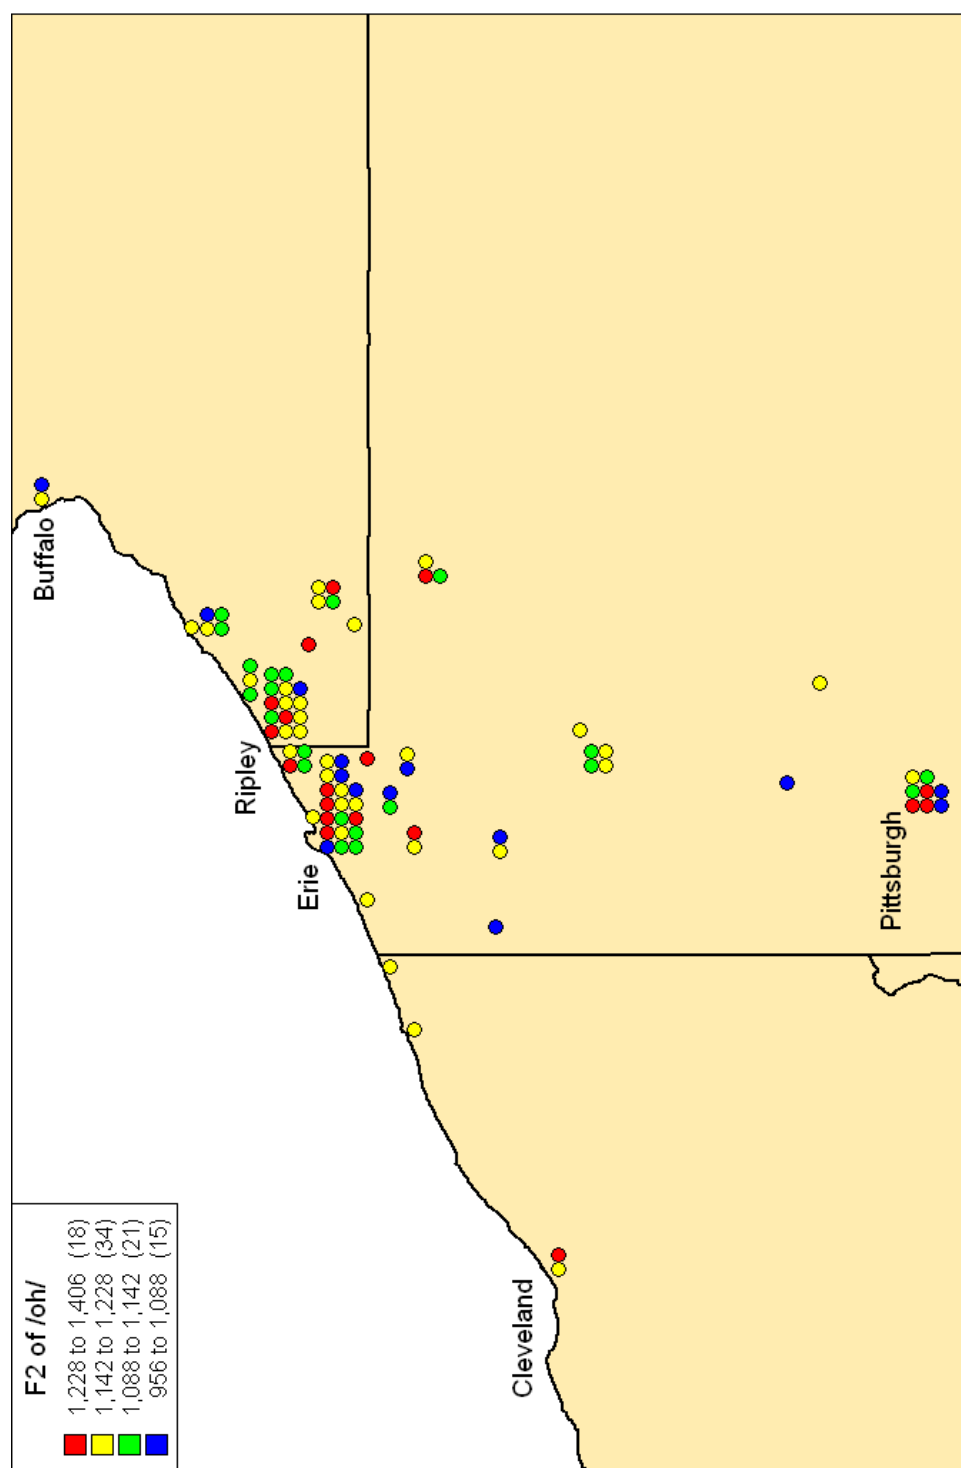 F2 of /oh/
1,228 to 1,406 (18)
1,142 to 1,228 (34)
1,088 to 1,142 (21)
956 to 1,088 (15)
Cleveland
Erie
Ripley
Buffalo
Pittsburgh